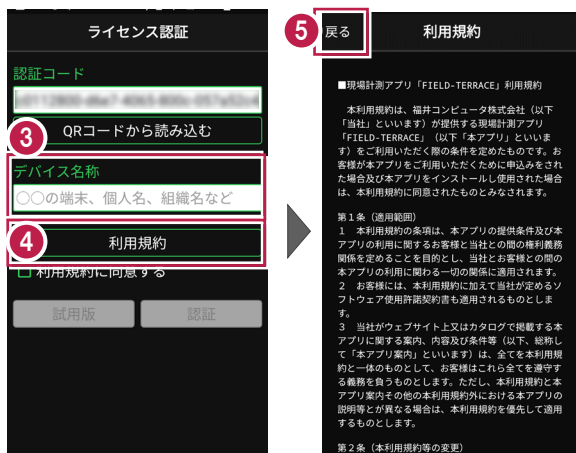 ライセンス認証
認証コード
QRコードから読み込む
3
デバイス名称
○○の端末、個人名、組織名など
4
利用規約
利用規約に同意する
試用版
認証
5
戻る
利用規約
■現場計測アプリ「FIELD-TERRACE」利用規約
本利用規約は、福井コンピュータ株式会社（以下
「当社」といいます）が提供する現場計測アプリ
「FIELD-TERRACE」（以下「本アプリ」といいま
す）をご利用いただく際の条件を定めたものです。お
客様が本アプリをご利用いただくために申込みをされ
た場合及び本アプリをインストールし使用された場合
は、本利用規約に同意されたものとみなされます。
第１条（適用範囲）
１　本利用規約の条項は、本アプリの提供条件及び本
アプリの利用に関するお客様と当社との間の権利義務
関係を定めることを目的とし、当社とお客様との間の
本アプリの利用に関わる一切の関係に適用されます。
２　お客様には、本利用規約に加えて当社が定めるソ
フトウェア使用許諾契約書も適用されるものとしま
す。
３　当社がウェブサイト上又はカタログで掲載する本
アプリに関する案内、内容及び条件等（以下、総称し
て「本アプリ案内」といいます）は、全てを本利用規
約と一体のものとして、お客様はこれら全てを遵守す
る義務を負うものとします。ただし、本利用規約と本
アプリ案内その他の本利用規約外における本アプリの
説明等とが異なる場合は、本利用規約を優先して適用
するものとします。
第２条（本利用規約等の変更）